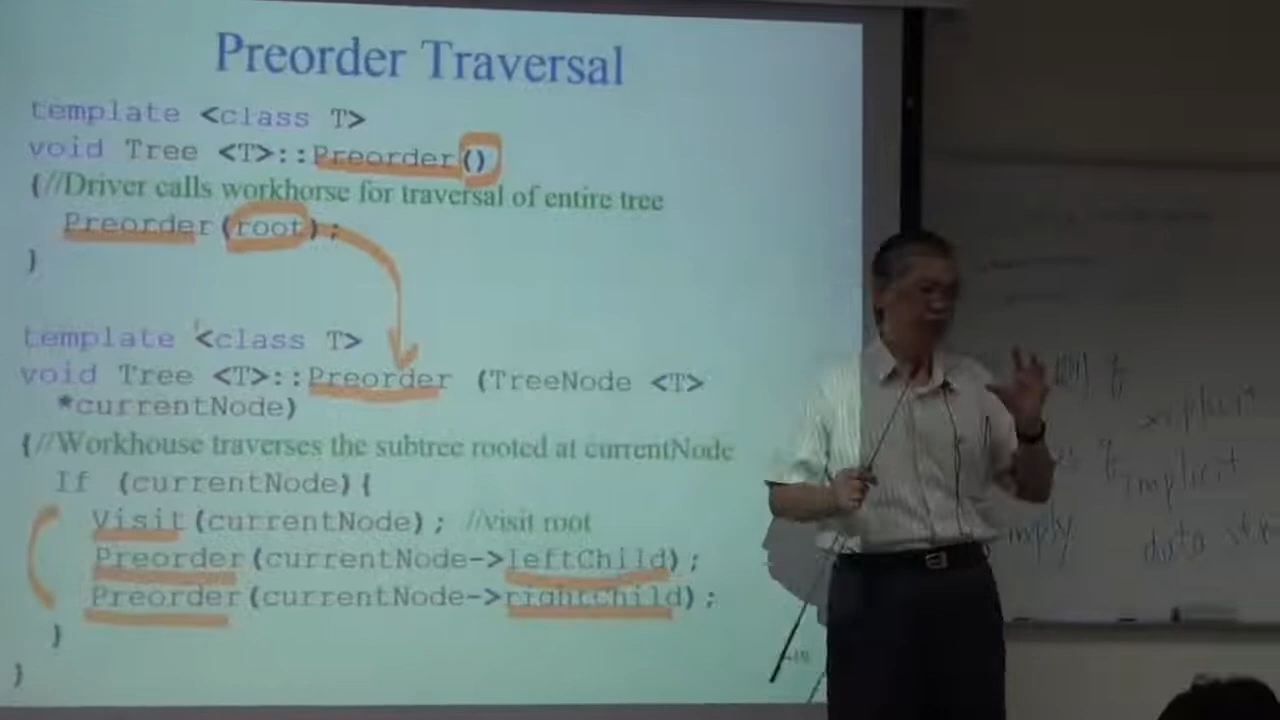 Preorder Traversal
template <class T>
void Tree <T>::Preorder()
{//Driver calls workhorse for traversal of entire tree
Preorder(root);
}
template <class T>
void Tree <T>::Preorder (TreeNode <T>
*currentNode)
{//Workhouse traverses the subtree rooted at currentNode
If (currentNode){
Visit(currentNode); //visit root
Preorder(currentNode->leftChild);
Preorder(currentNode->rightChild);
}
}
explicit
implicit
data